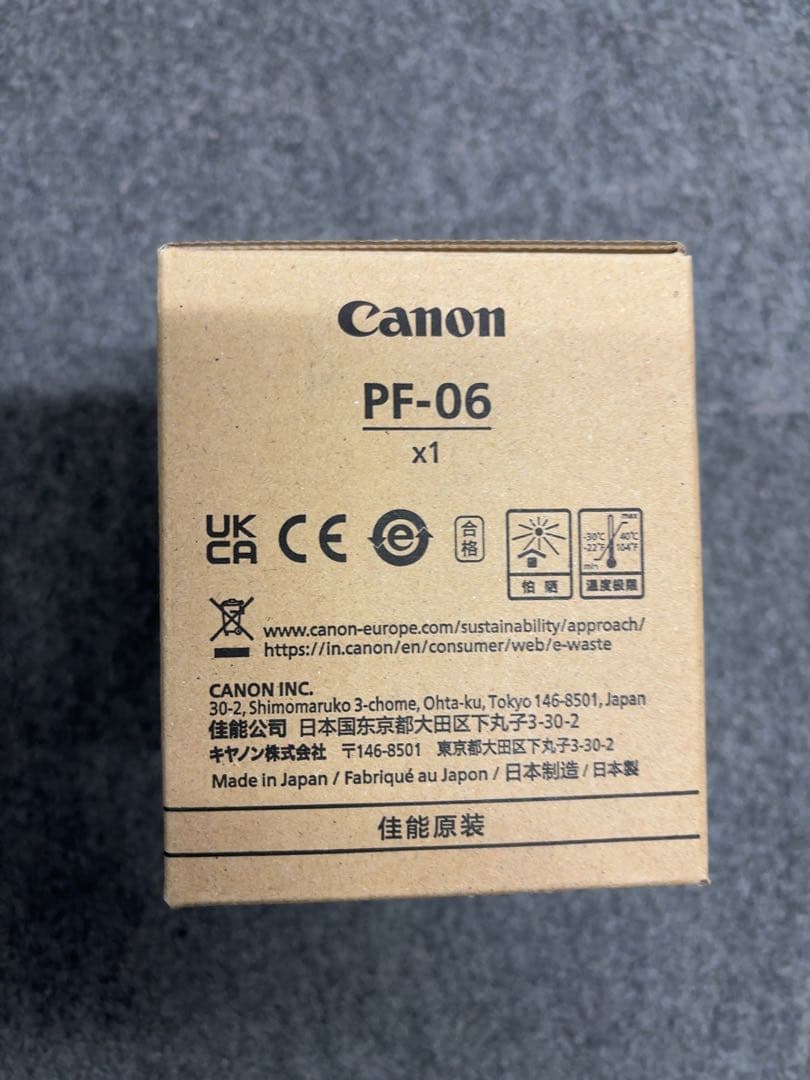 Canon
PF-06
x1
UK
CA
CE
e
合格
怕 晒
max
-30℃ 40℃
-22°F 104°F
min
温度极限
www.canon-europe.com/sustainability/approach/
https://in.canon/en/consumer/web/e-waste
CANON INC.
30-2, Shimomaruko 3-chome, Ohta-ku, Tokyo 146-8501, Japan
佳能公司 日本国东京都大田区下丸子3-30-2
キヤノン株式会社 〒146-8501 東京都大田区下丸子3-30-2
Made in Japan / Fabriqué au Japon / 日本制造 / 日本製
佳能原装